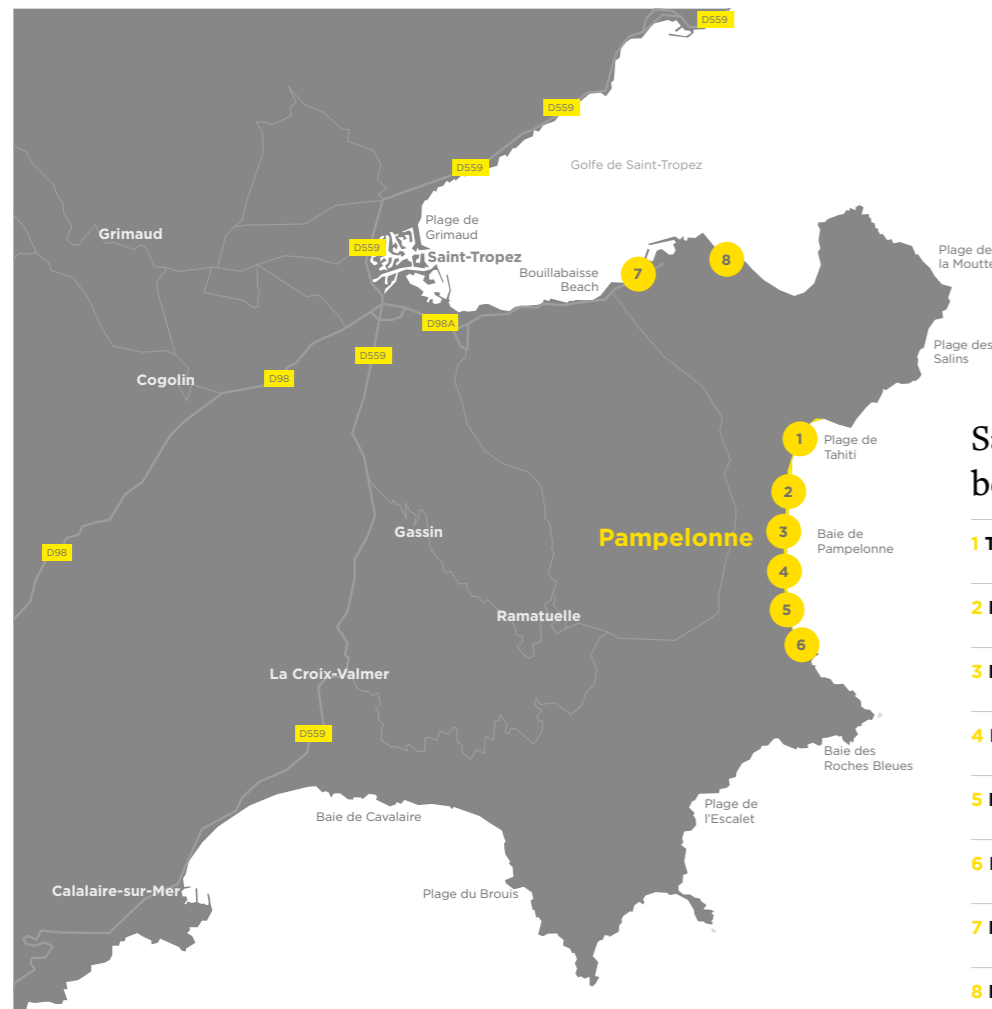 D559
D559
Golfe de Saint-Tropez
D559
Plage de
Grimaud
Grimaud
D559
Saint-Tropez
Plage de
la Moutte
Bouillabaisse
Beach
7
8
D98A
Plage des
Salins
D559
Cogolin
D98
1
Plage de
Tahiti
2
Gassin
Pampelonne
3
Baie de
Pampelonne
D98
4
5
Ramatuelle
6
La Croix-Valmer
D559
Baie des
Roches Bleues
Plage de
l'Escalet
Baie de Cavalaire
Calalaire-sur-Mer
Plage du Brouis
1
2
3
4
5
6
7
8